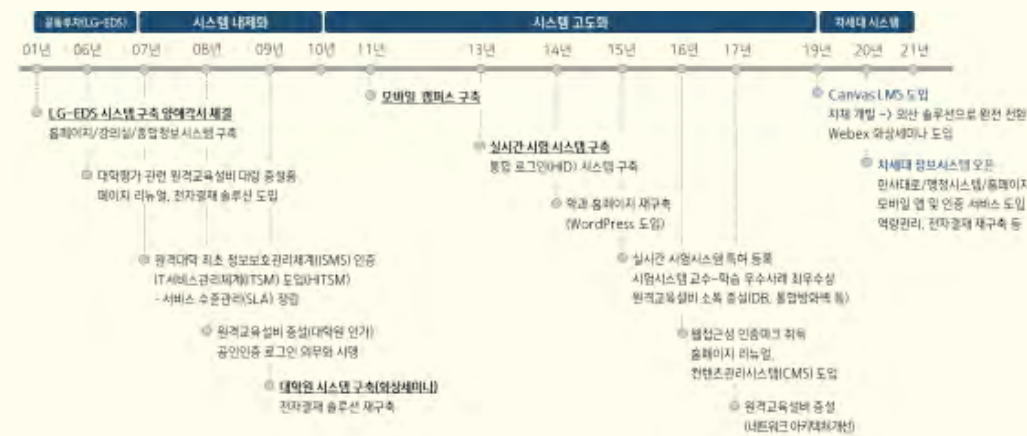 공동투자(LG-EDS)
시스템 내재화
시스템 고도화
차세대 시스템
01년 06년 07년 08년 09년 10년 11년 13년 14년 15년 16년 17년 19년 20년 21년
LG-EDS 시스템 구축 양해각서 체결
홈페이지/강의실/종합정보시스템 구축
대학평가 관련 원격교육설비 대량 증설
페이지 리뉴얼, 전자결재 솔루션 도입
원격대학 최초 정보보호관리체계(ISMS) 인증
IT서비스관리체계(ITSM) 도입(HITSM)
- 서비스 수준관리(SLA) 정립
원격교육설비 증설(대학원 인가)
공인인증 로그인 의무화 시행
대학원 시스템 구축(화상세미나)
전자결재 솔루션 재구축
모바일 캠퍼스 구축
실시간 시험 시스템 구축
통합 로그인(HID) 시스템 구축
학과 홈페이지 재구축
(WordPress 도입)
실시간 시험시스템 특허 등록
시험시스템 교수-학습 우수사례 최우수상
원격교육설비 소폭 증설(DB, 통합방화벽 등)
웹접근성 인증마크 취득
홈페이지 리뉴얼,
컨텐츠관리시스템(CMS) 도입
원격교육설비 증설
(네트워크 아키텍처개선)
Canvas LMS 도입
자체 개발 -> 외산 솔루션으로 완전 전환
Webex 화상세미나 도입
차세대 정보시스템 오픈
한사대로/행정시스템/홈페이지
모바일 앱 및 인증 서비스 도입
역량관리, 전자결재 재구축 등